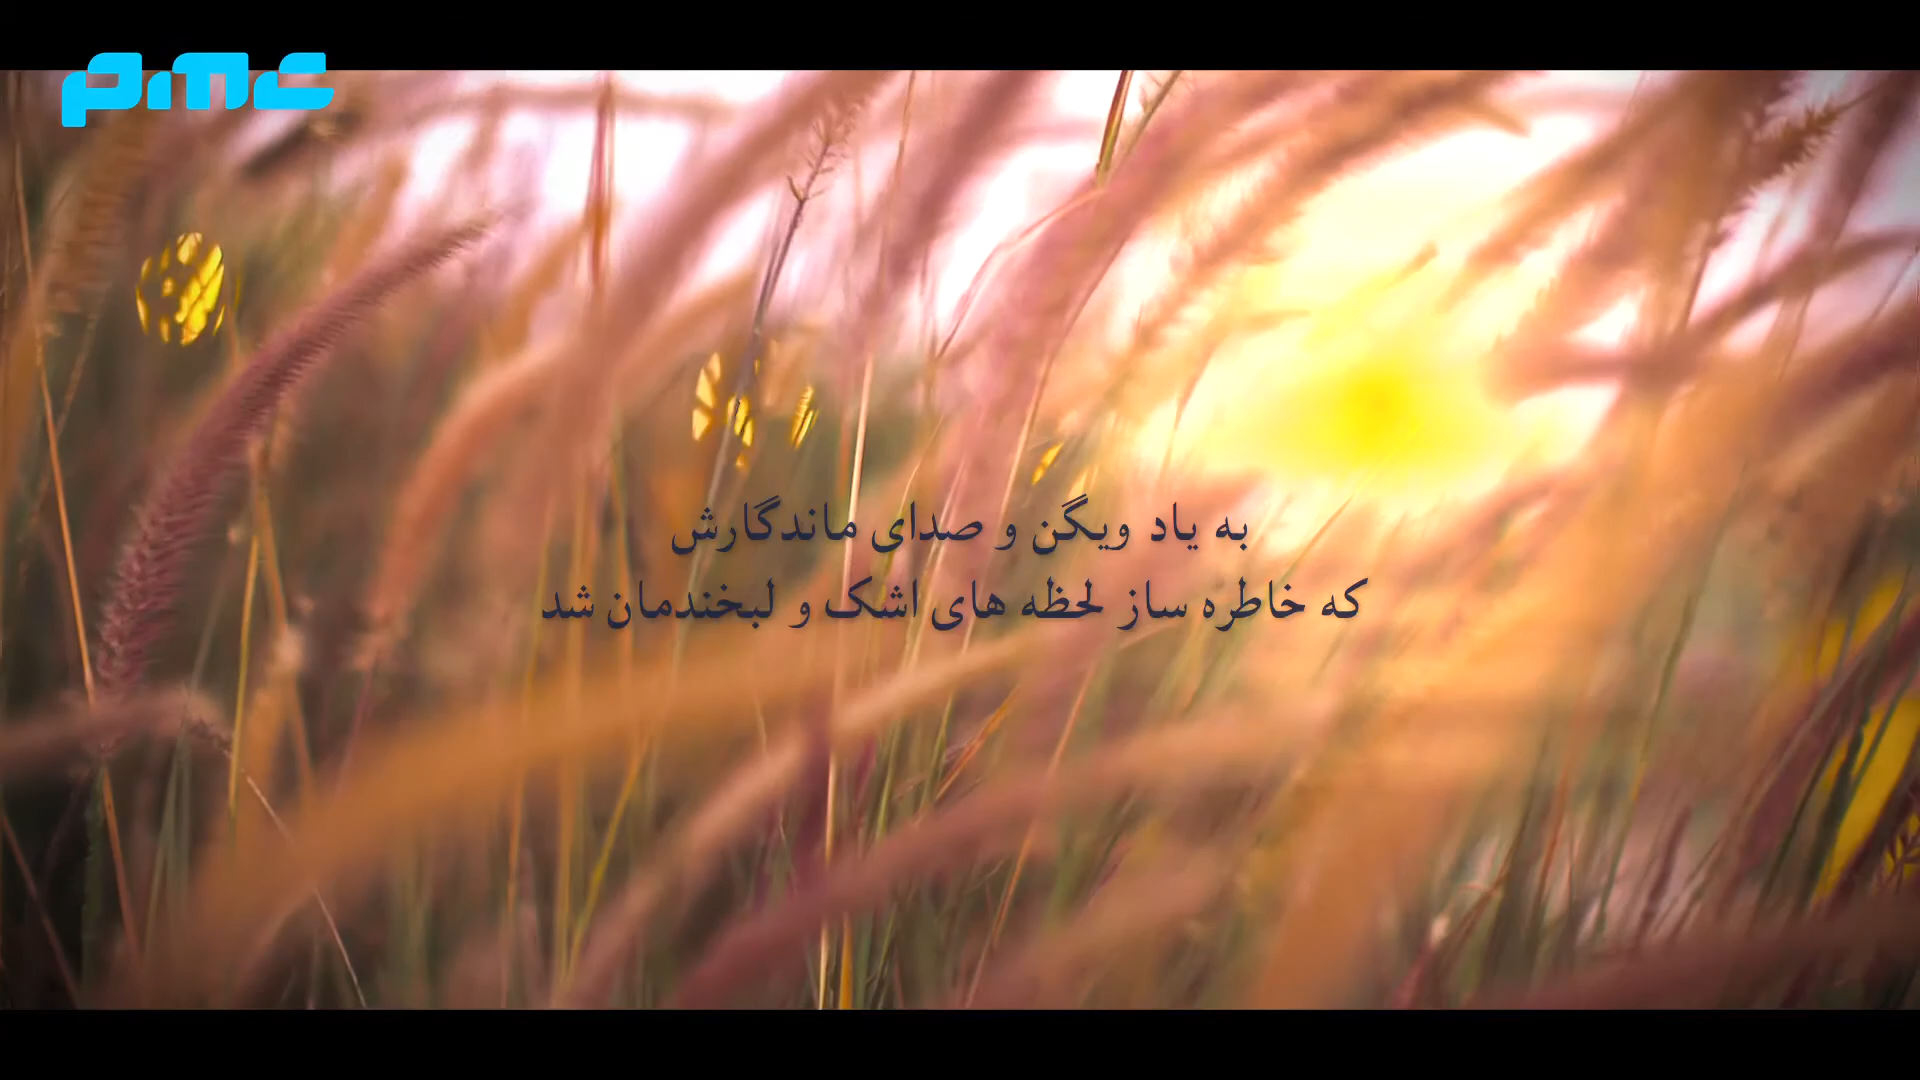 pmc
به یاد ویگن و صدای ماندگارش
که خاطره ساز لحظه های اشک و لبخندمان شد